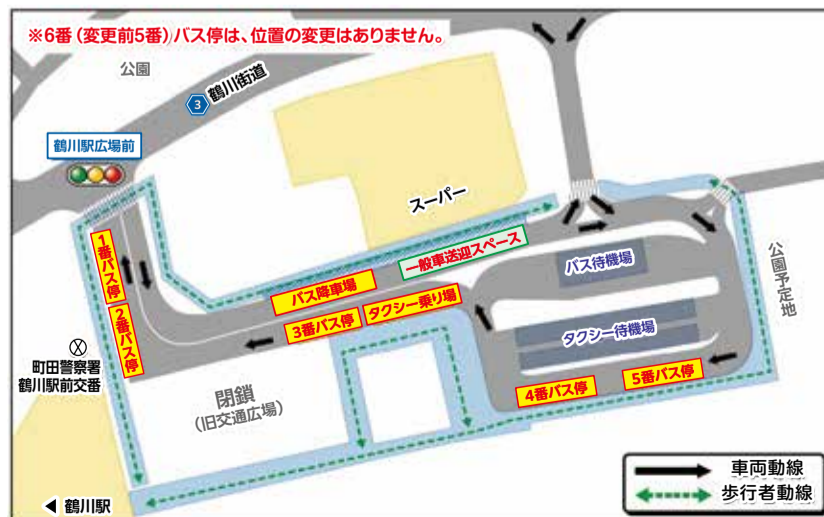 ※6番(変更前5番)バス停は、位置の変更はありません。
公園
3
鶴川街道
鶴川駅広場前
スーパー
1番バス停
2番バス停
バス降車場
一般車送迎スペース
3番バス停
タクシー乗り場
バス待機場
タクシー待機場
4番バス停
5番バス停
公園予定地
町田警察署
鶴川駅前交番
閉鎖
(旧交通広場)
鶴川駅
車両動線
歩行者動線